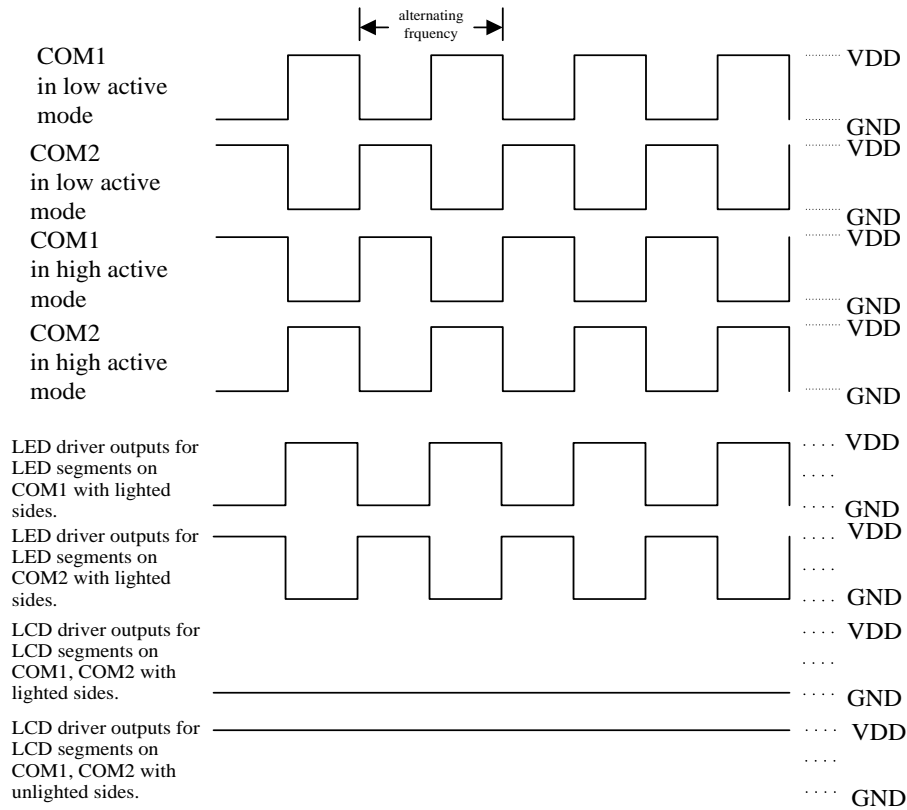 alternating
frquency
COM1
in low active
mode
VDD
GND
COM2
in low active
mode
VDD
GND
COM1
in high active
mode
VDD
GND
COM2
in high active
mode
VDD
GND
LED driver outputs for
LED segments on
COM1 with lighted
sides.
VDD
GND
LED driver outputs for
LED segments on
COM2 with lighted
sides.
VDD
GND
LCD driver outputs for
LCD segments on
COM1, COM2 with
lighted sides.
VDD
GND
LCD driver outputs for
LCD segments on
COM1, COM2 with
unlighted sides.
VDD
GND